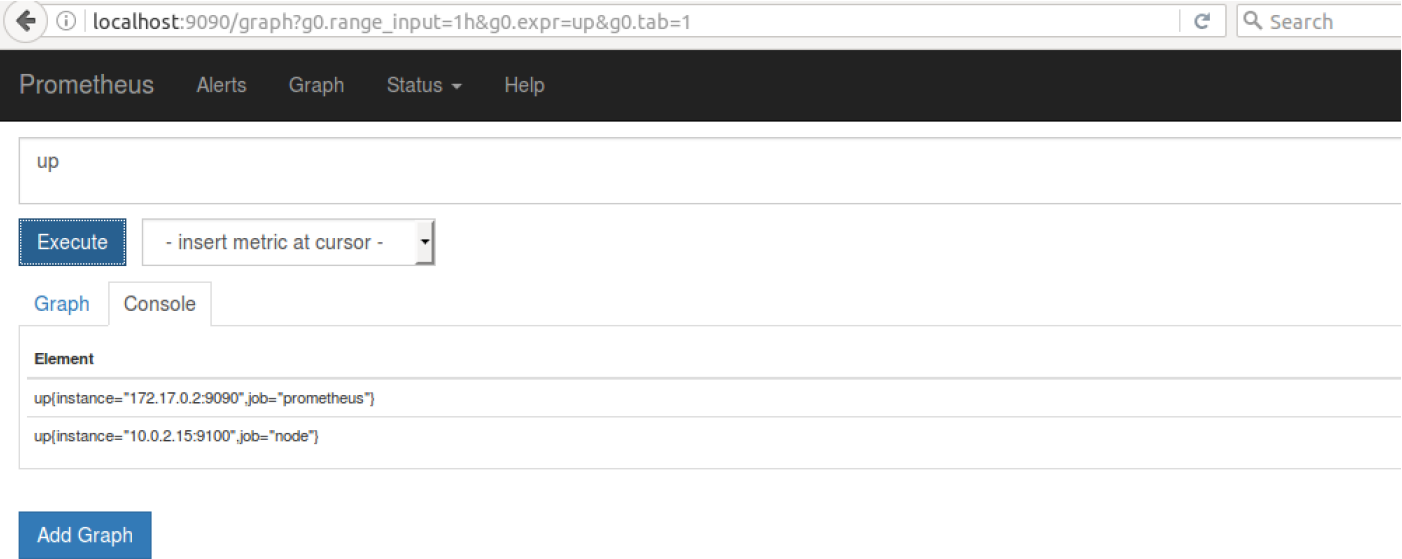 localhost:9090/graph?g0.range_input=1h&g0.expr=up&g0.tab=1 Search
Prometheus Alerts Graph Status Help
up
Execute - insert metric at cursor -
Graph Console
Element
up{instance="172.17.0.2:9090",job="prometheus"}
up{instance="10.0.2.15:9100",job="node"}
Add Graph